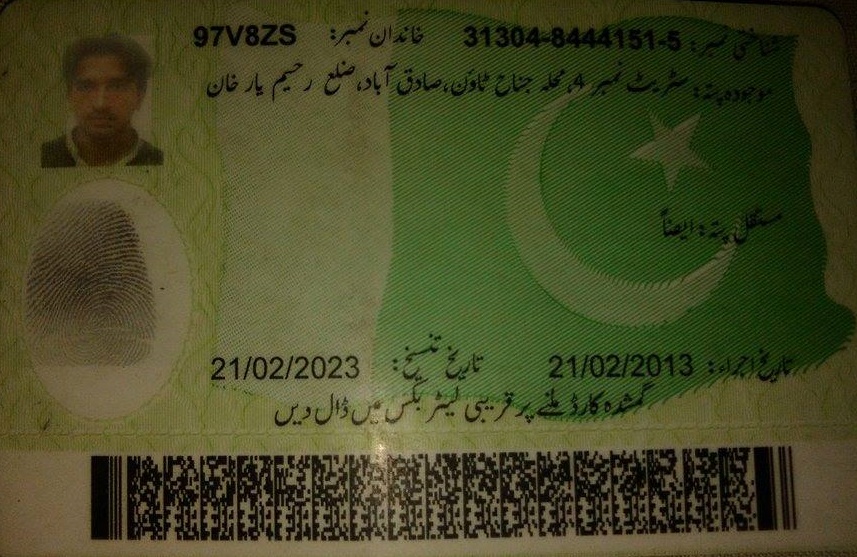 شناختی نمبر: 31304-8444151-5 خاندان نمبر: 97V8ZS
موجودہ پتہ: سٹریٹ نمبر 4، محلہ جناح ٹاؤن، صادق آباد، ضلع رحیم یار خان
مستقل پتہ: ایضاً
تاریخ اجراء: 21/02/2013 تاریخ تنسیخ: 21/02/2023
گمشدہ کارڈ ملنے پر قریبی لیٹر بکس میں ڈال دیں